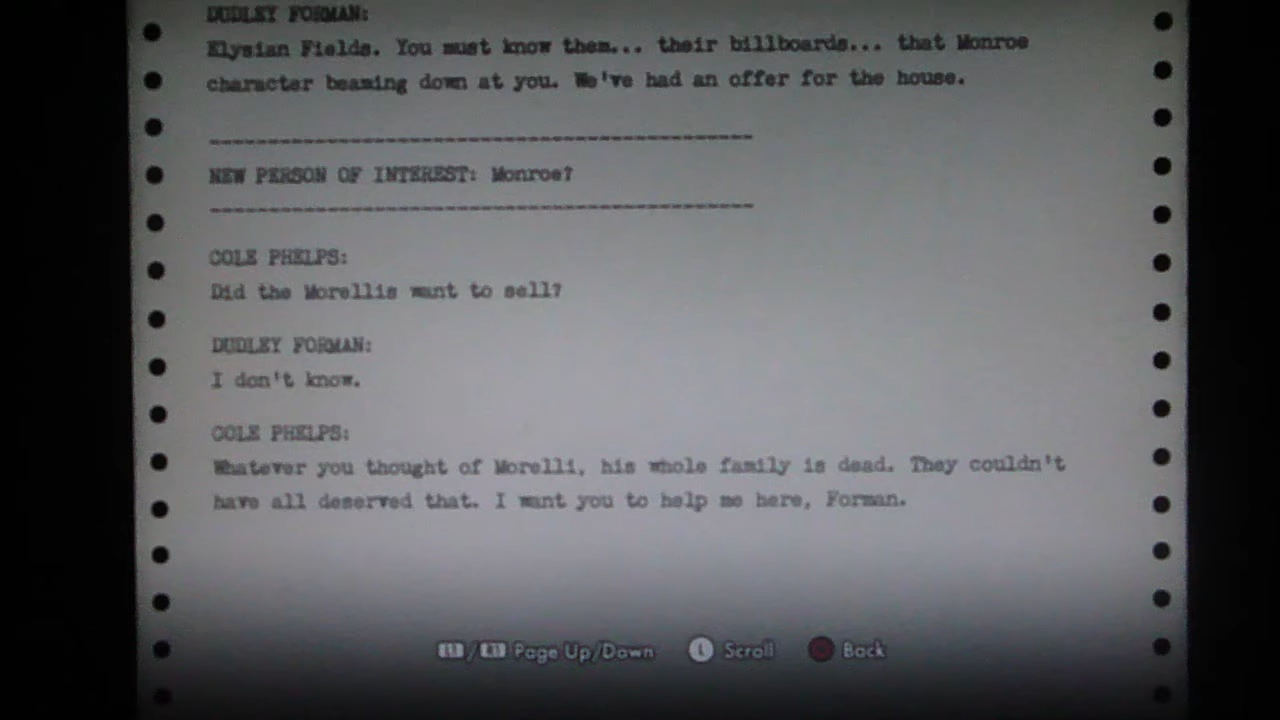 DUDLEY FORMAN:
Elysian Fields. You must know them... their billboards... that Monroe
character beaming down at you. We've had an offer for the house.
NEW PERSON OF INTEREST: Monroe?
COLE PHELPS:
Did the Morellis want to sell?
DUDLEY FORMAN:
I don't know.
COLE PHELPS:
Whatever you thought of Morelli, his whole family is dead. They couldn't
have all deserved that. I want you to help me here, Forman.
/ Page Up/Down L Scroll Back